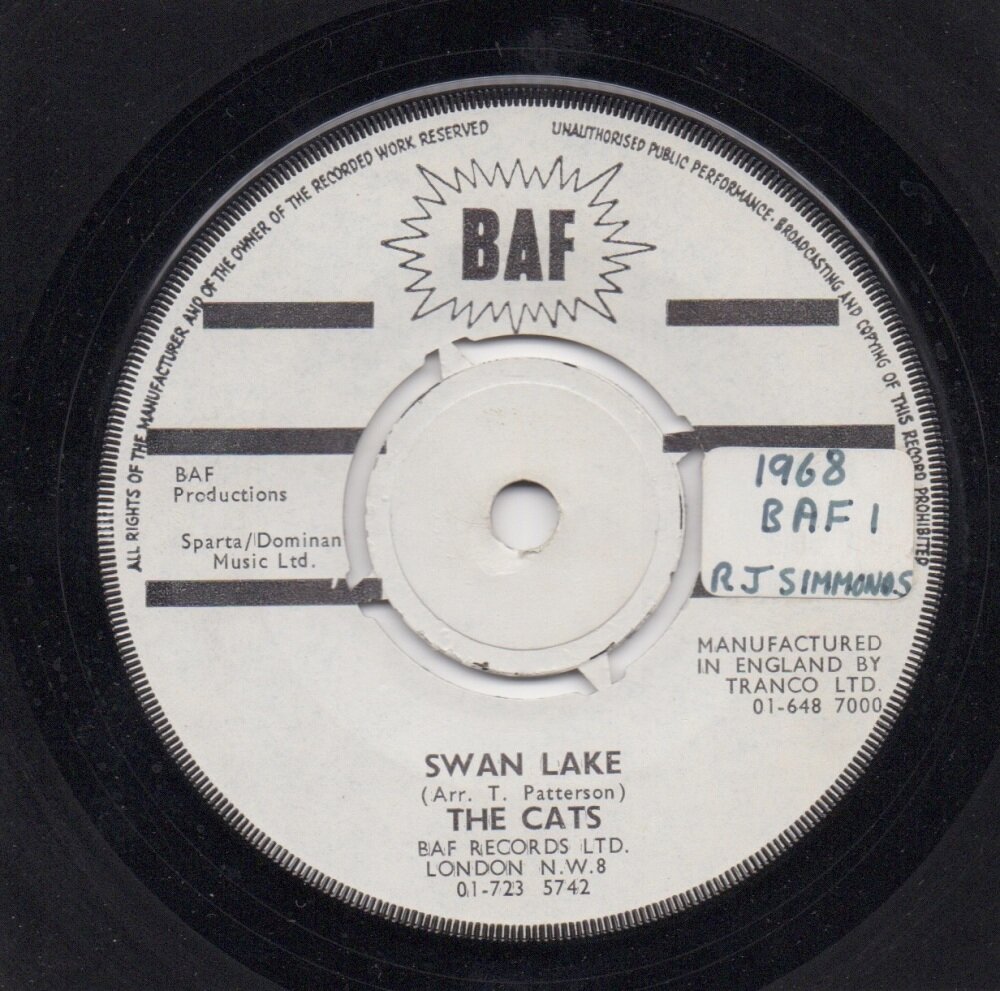 ALL RIGHTS OF THE MANUFACTURER AND OF THE OWNER OF THE RECORDED WORK RESERVED
UNAUTHORISED PUBLIC PERFORMANCE · BROADCASTING AND COPYING OF THIS RECORD PROHIBITED
BAF
BAF
Productions
Sparta/Dominan
Music Ltd.
1968
BAF 1
R J SIMMONDS
MANUFACTURED
IN ENGLAND BY
TRANCO LTD.
01-648 7000
SWAN LAKE
(Arr. T. Patterson)
THE CATS
BAF RECORDS LTD.
LONDON N.W.8
01-723 5742